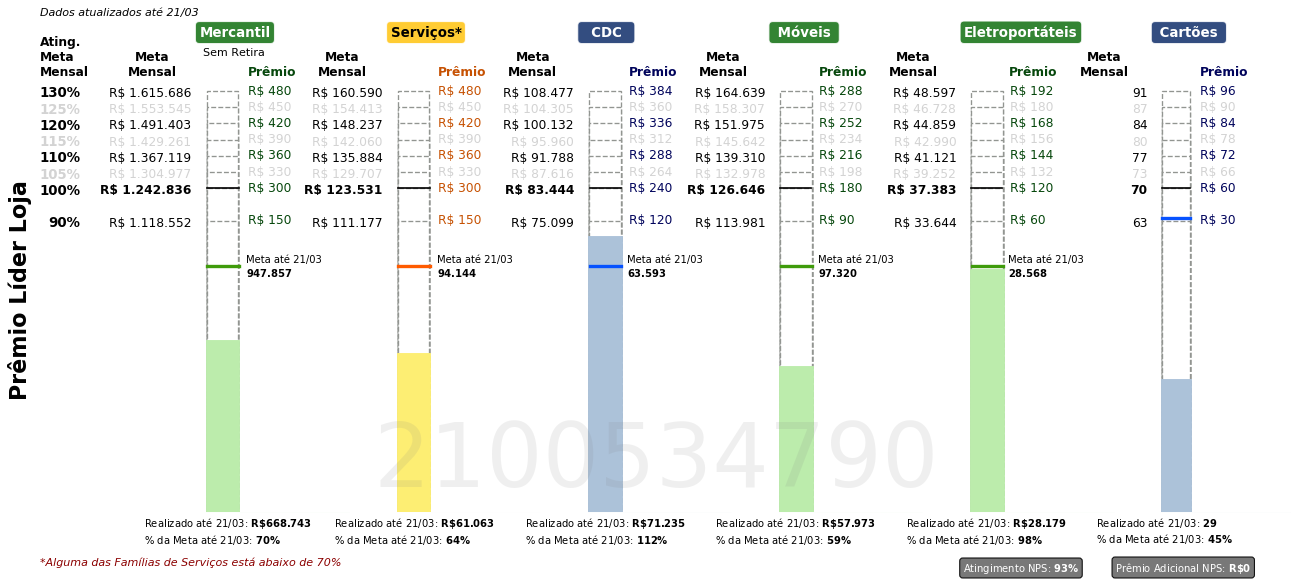 Dados atualizados até 21/03
Mercantil Serviços* CDC Móveis Eletroportáteis Cartões
Sem Retira
Ating. Meta Mensal
Meta Mensal Prêmio Meta Mensal Prêmio Meta Mensal Prêmio Meta Mensal Prêmio Meta Mensal Prêmio Meta Mensal Prêmio
130% R$ 1.615.686 R$ 480 R$ 160.590 R$ 480 R$ 108.477 R$ 384 R$ 164.639 R$ 288 R$ 48.597 R$ 192 91 R$ 96
125% R$ 1.553.545 R$ 450 R$ 154.413 R$ 450 R$ 104.305 R$ 360 R$ 158.307 R$ 270 R$ 46.728 R$ 180 87 R$ 90
120% R$ 1.491.403 R$ 420 R$ 148.237 R$ 420 R$ 100.132 R$ 336 R$ 151.975 R$ 252 R$ 44.859 R$ 168 84 R$ 84
115% R$ 1.429.261 R$ 390 R$ 142.060 R$ 390 R$ 95.960 R$ 312 R$ 145.642 R$ 234 R$ 42.990 R$ 156 80 R$ 78
110% R$ 1.367.119 R$ 360 R$ 135.884 R$ 360 R$ 91.788 R$ 288 R$ 139.310 R$ 216 R$ 41.121 R$ 144 77 R$ 72
105% R$ 1.304.977 R$ 330 R$ 129.707 R$ 330 R$ 87.616 R$ 264 R$ 132.978 R$ 198 R$ 39.252 R$ 132 73 R$ 66
100% R$ 1.242.836 R$ 300 R$ 123.531 R$ 300 R$ 83.444 R$ 240 R$ 126.646 R$ 180 R$ 37.383 R$ 120 70 R$ 60
90% R$ 1.118.552 R$ 150 R$ 111.177 R$ 150 R$ 75.099 R$ 120 R$ 113.981 R$ 90 R$ 33.644 R$ 60 63 R$ 30
Prêmio Líder Loja
Meta até 21/03 Meta até 21/03 Meta até 21/03 Meta até 21/03 Meta até 21/03
947.857 94.144 63.593 97.320 28.568
2100534790
Realizado até 21/03: R$668.743 Realizado até 21/03: R$61.063 Realizado até 21/03: R$71.235 Realizado até 21/03: R$57.973 Realizado até 21/03: R$28.179 Realizado até 21/03: 29
% da Meta até 21/03: 70% % da Meta até 21/03: 64% % da Meta até 21/03: 112% % da Meta até 21/03: 59% % da Meta até 21/03: 98% % da Meta até 21/03: 45%
*Alguma das Famílias de Serviços está abaixo de 70%
Atingimento NPS: 93% Prêmio Adicional NPS: R$0